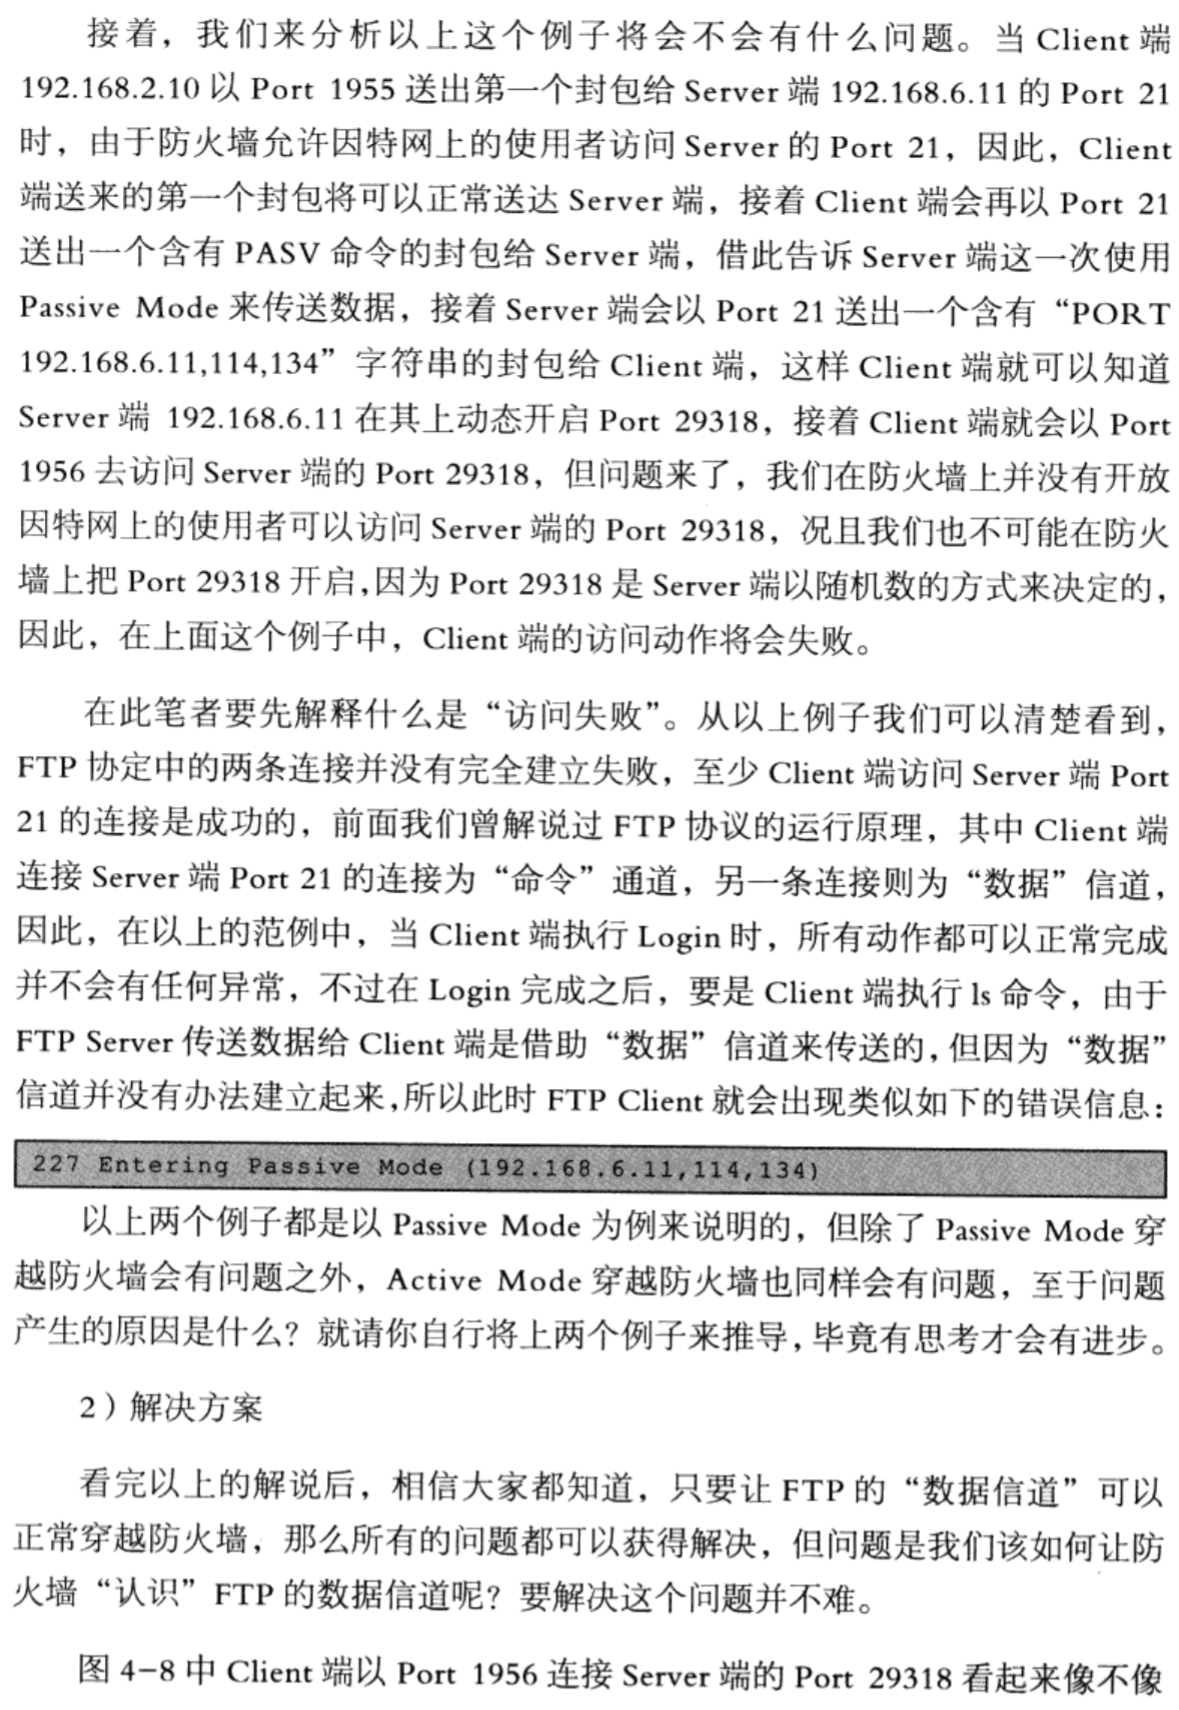 接着，我们来分析以上这个例子将会不会有什么问题。当 Client 端
192.168.2.10 以 Port 1955 送出第一个封包给 Server 端 192.168.6.11 的 Port 21
时，由于防火墙允许因特网上的使用者访问 Server 的 Port 21，因此，Client
端送来的第一个封包将可以正常送达 Server 端，接着 Client 端会再以 Port 21
送出一个含有 PASV 命令的封包给 Server 端，借此告诉 Server 端这一次使用
Passive Mode 来传送数据，接着 Server 端会以 Port 21 送出一个含有“PORT
192.168.6.11,114,134”字符串的封包给 Client 端，这样 Client 端就可以知道
Server 端 192.168.6.11 在其上动态开启 Port 29318，接着 Client 端就会以 Port
1956 去访问 Server 端的 Port 29318，但问题来了，我们在防火墙上并没有开放
因特网上的使用者可以访问 Server 端的 Port 29318，况且我们也不可能在防火
墙上把 Port 29318 开启，因为 Port 29318 是 Server 端以随机数的方式来决定的，
因此，在上面这个例子中，Client 端的访问动作将会失败。
在此笔者要先解释什么是“访问失败”。从以上例子我们可以清楚看到，
FTP 协定中的两条连接并没有完全建立失败，至少 Client 端访问 Server 端 Port
21 的连接是成功的，前面我们曾解说过 FTP 协议的运行原理，其中 Client 端
连接 Server 端 Port 21 的连接为“命令”通道，另一条连接则为“数据”信道，
因此，在以上的范例中，当 Client 端执行 Login 时，所有动作都可以正常完成
并不会有任何异常，不过在 Login 完成之后，要是 Client 端执行 ls 命令，由于
FTP Server 传送数据给 Client 端是借助“数据”信道来传送的，但因为“数据”
信道并没有办法建立起来，所以此时 FTP Client 就会出现类似如下的错误信息：
227 Entering Passive Mode (192.168.6.11,114,134)
以上两个例子都是以 Passive Mode 为例来说明的，但除了 Passive Mode 穿
越防火墙会有问题之外，Active Mode 穿越防火墙也同样会有问题，至于问题
产生的原因是什么？就请你自行将上两个例子来推导，毕竟有思考才会有进步。
2）解决方案
看完以上的解说后，相信大家都知道，只要让 FTP 的“数据信道”可以
正常穿越防火墙，那么所有的问题都可以获得解决，但问题是我们该如何让防
火墙“认识”FTP 的数据信道呢？要解决这个问题并不难。
图 4-8 中 Client 端以 Port 1956 连接 Server 端的 Port 29318 看起来像不像